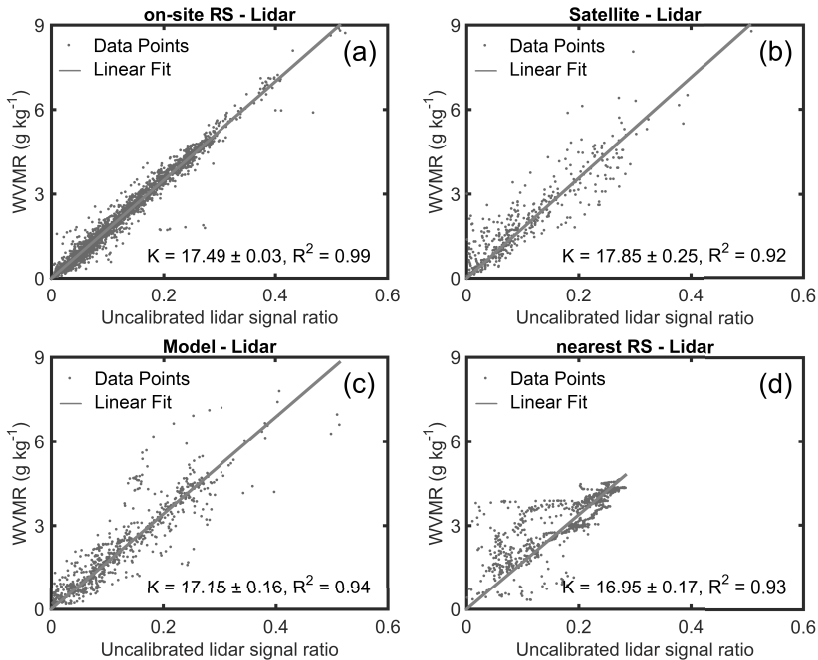 on-site RS - Lidar
9
6
3
0
WVMR (g kg-1)
Data Points
Linear Fit
(a)
K = 17.49 ± 0.03, R2 = 0.99
0 0.2 0.4 0.6
Uncalibrated lidar signal ratio
Satellite - Lidar
9
6
3
0
WVMR (g kg-1)
Data Points
Linear Fit
(b)
K = 17.85 ± 0.25, R2 = 0.92
0 0.2 0.4 0.6
Uncalibrated lidar signal ratio
Model - Lidar
9
6
3
0
WVMR (g kg-1)
Data Points
Linear Fit
(c)
K = 17.15 ± 0.16, R2 = 0.94
0 0.2 0.4 0.6
Uncalibrated lidar signal ratio
nearest RS - Lidar
9
6
3
0
WVMR (g kg-1)
Data Points
Linear Fit
(d)
K = 16.95 ± 0.17, R2 = 0.93
0 0.2 0.4 0.6
Uncalibrated lidar signal ratio